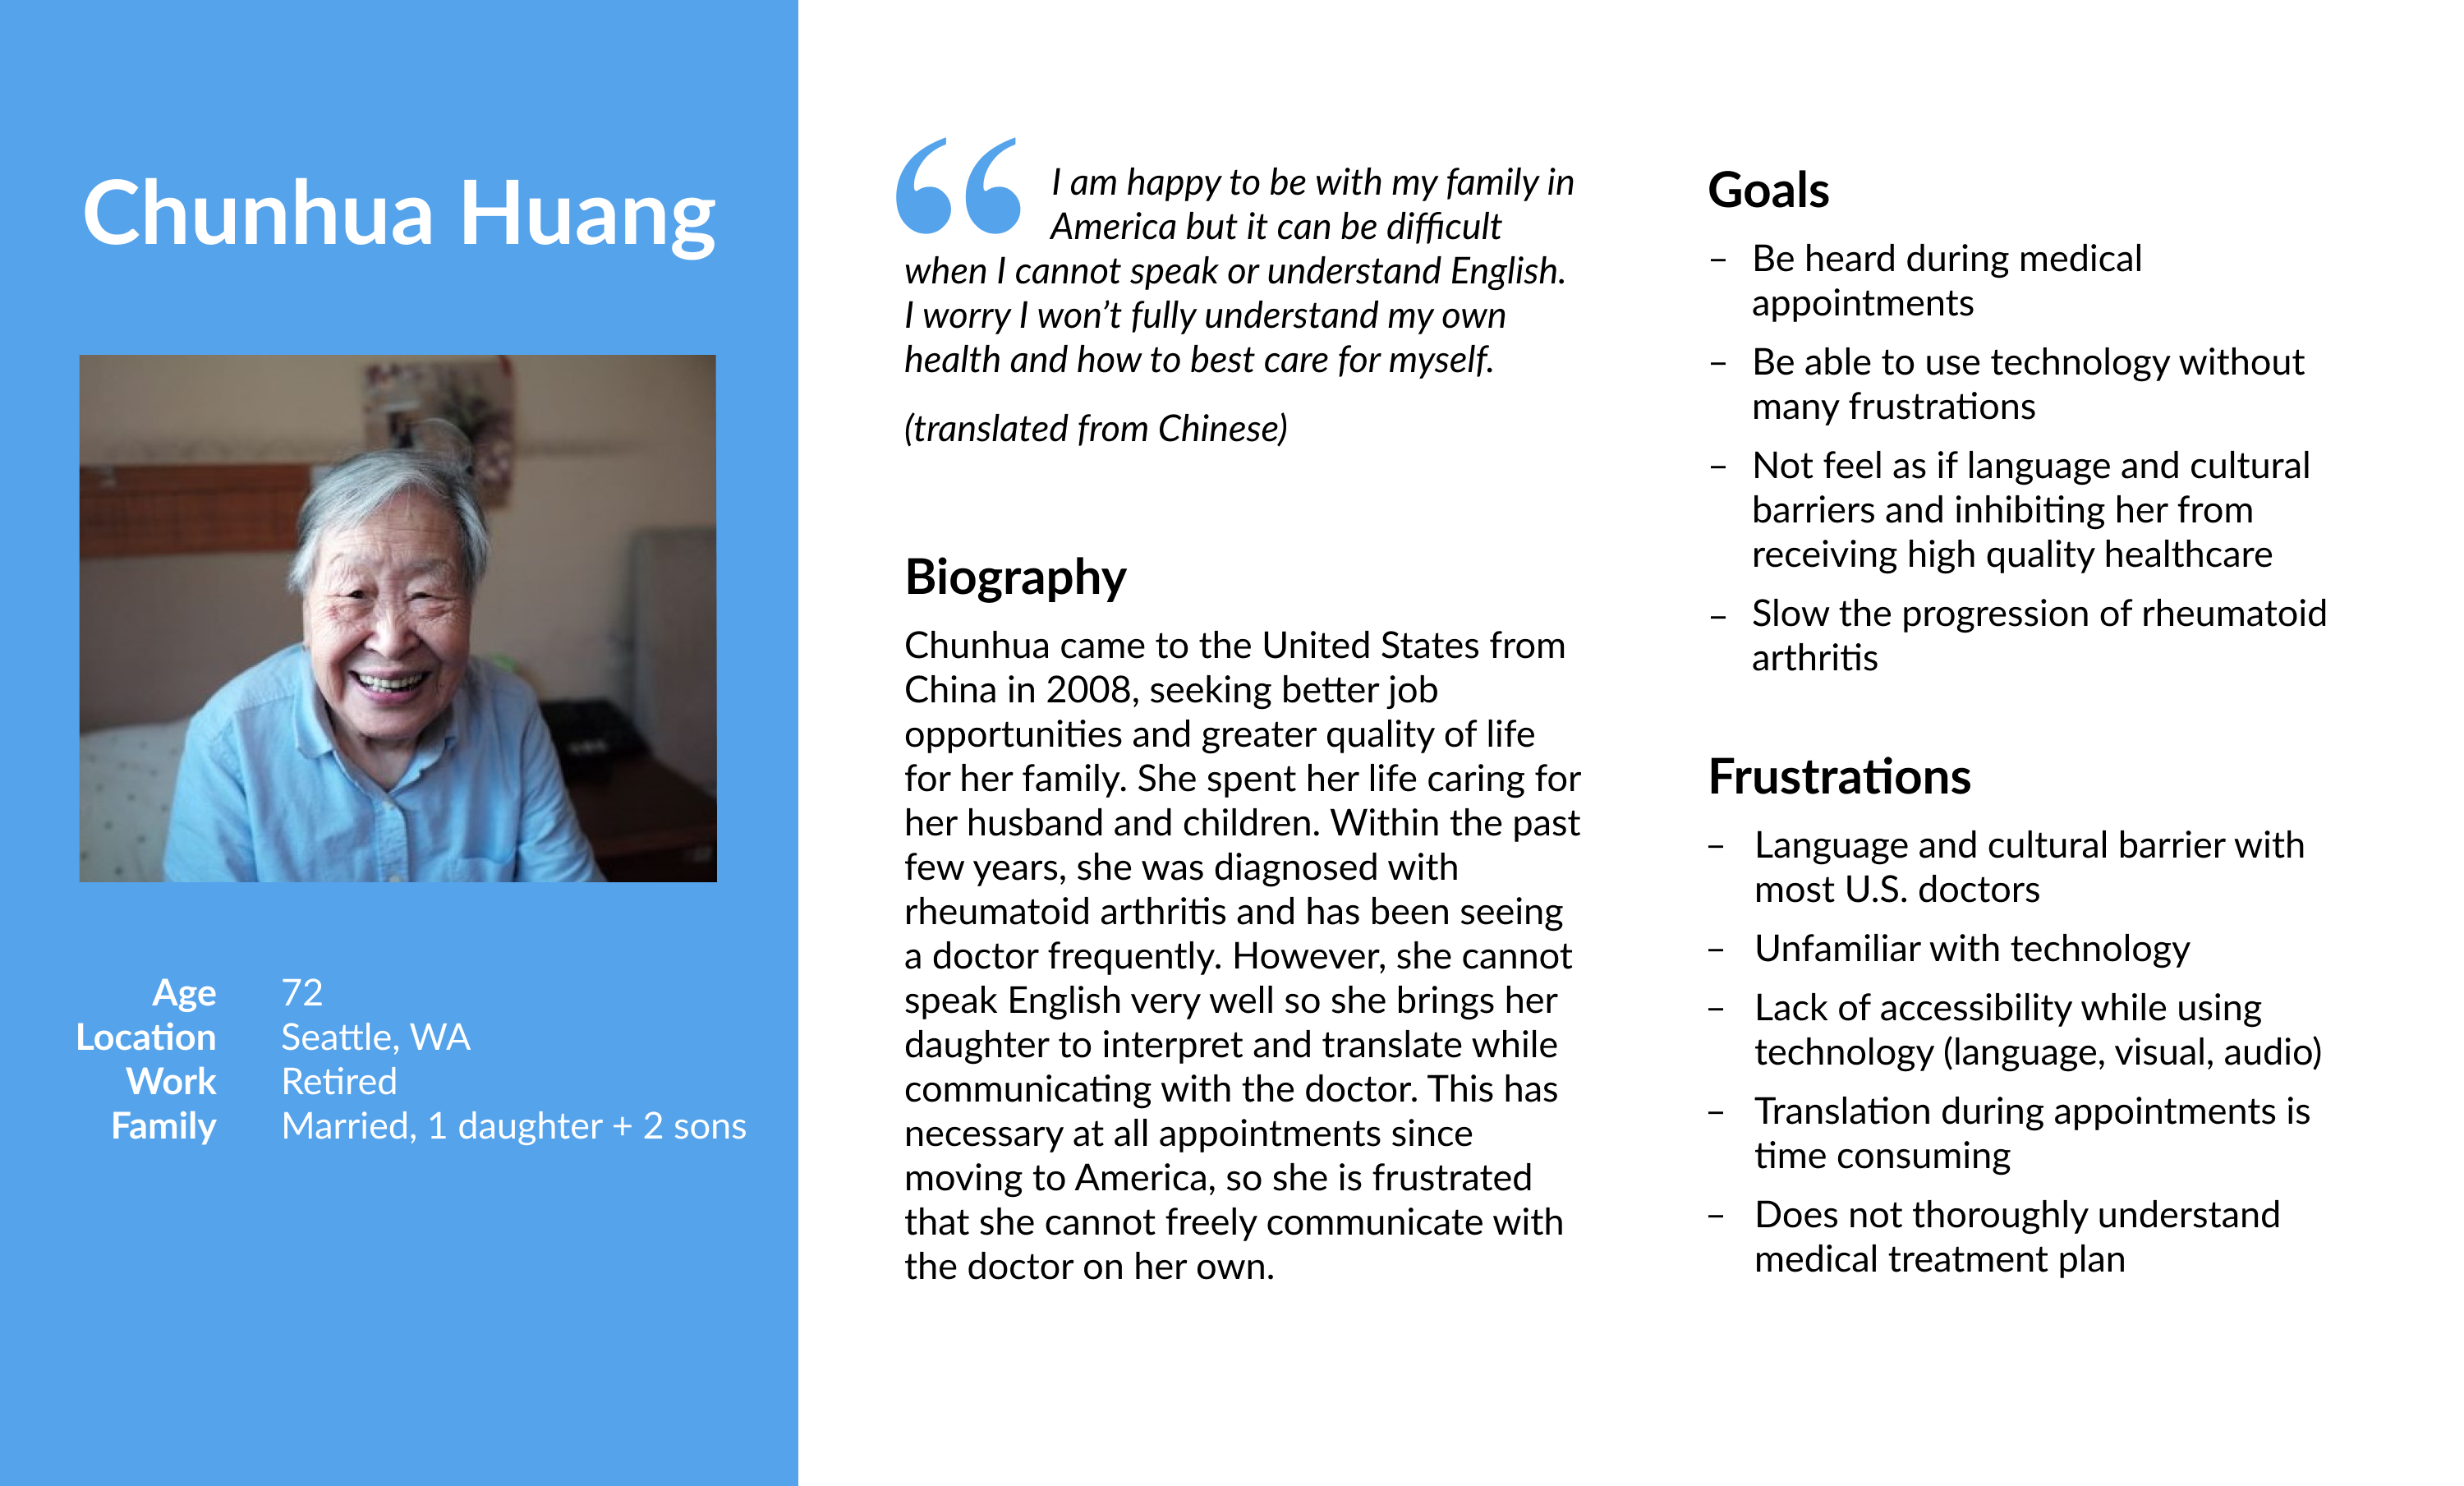 Chunhua Huang
Age 72
Location Seattle, WA
Work Retired
Family Married, 1 daughter + 2 sons
“
I am happy to be with my family in
America but it can be difficult
when I cannot speak or understand English.
I worry I won’t fully understand my own
health and how to best care for myself.
(translated from Chinese)
Biography
Chunhua came to the United States from
China in 2008, seeking better job
opportunities and greater quality of life
for her family. She spent her life caring for
her husband and children. Within the past
few years, she was diagnosed with
rheumatoid arthritis and has been seeing
a doctor frequently. However, she cannot
speak English very well so she brings her
daughter to interpret and translate while
communicating with the doctor. This has
necessary at all appointments since
moving to America, so she is frustrated
that she cannot freely communicate with
the doctor on her own.
Goals
– Be heard during medical
appointments
– Be able to use technology without
many frustrations
– Not feel as if language and cultural
barriers and inhibiting her from
receiving high quality healthcare
– Slow the progression of rheumatoid
arthritis
Frustrations
– Language and cultural barrier with
most U.S. doctors
– Unfamiliar with technology
– Lack of accessibility while using
technology (language, visual, audio)
– Translation during appointments is
time consuming
– Does not thoroughly understand
medical treatment plan